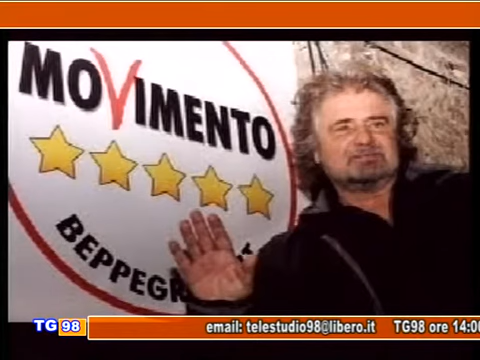 MOVIMENTO
BEPPEGR
TG 98
email: telestudio98@libero.it TG98 ore 14:00